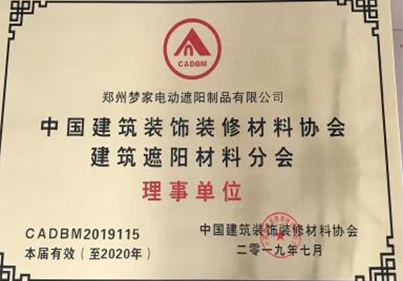 CADBM
郑州梦家电动遮阳制品有限公司
中国建筑装饰装修材料协会
建筑遮阳材料分会
理事单位
CADBM2019115
中国建筑装饰装修材料协会
本届有效（至2020年）
二零一九年七月